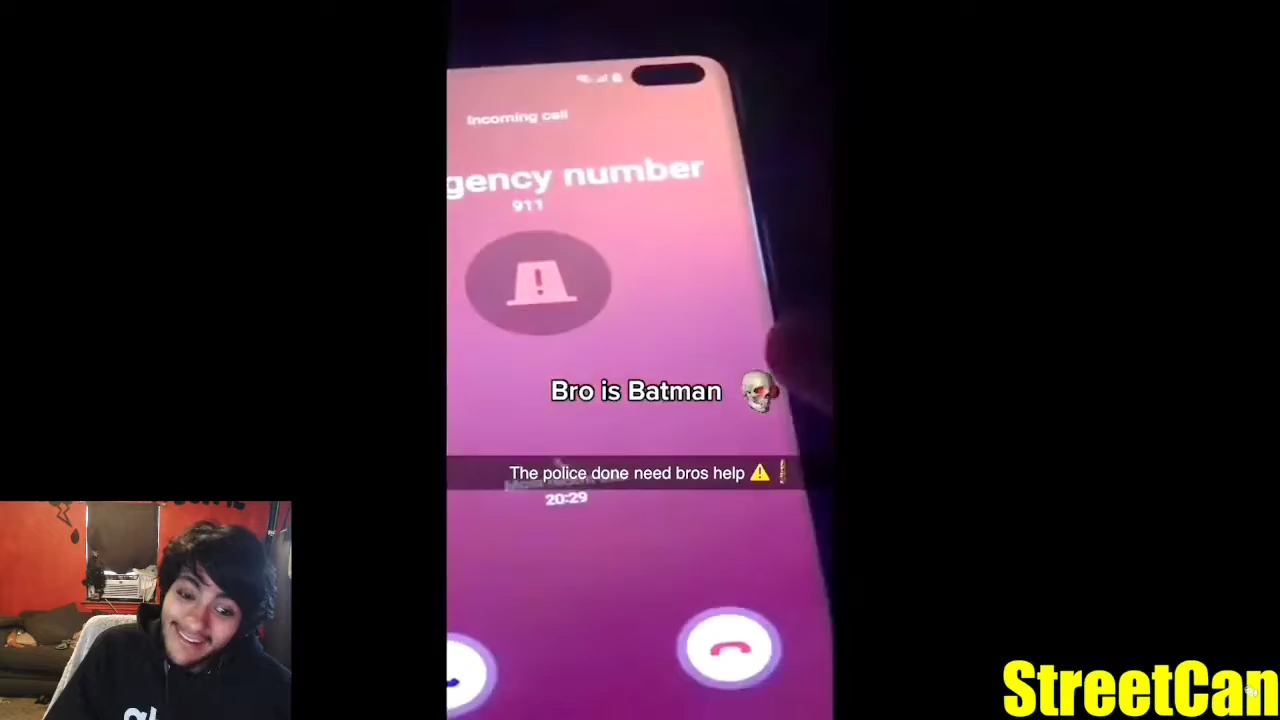 Incoming call
gency number
911
Bro is Batman
The police done need bros help
20:29
StreetCan